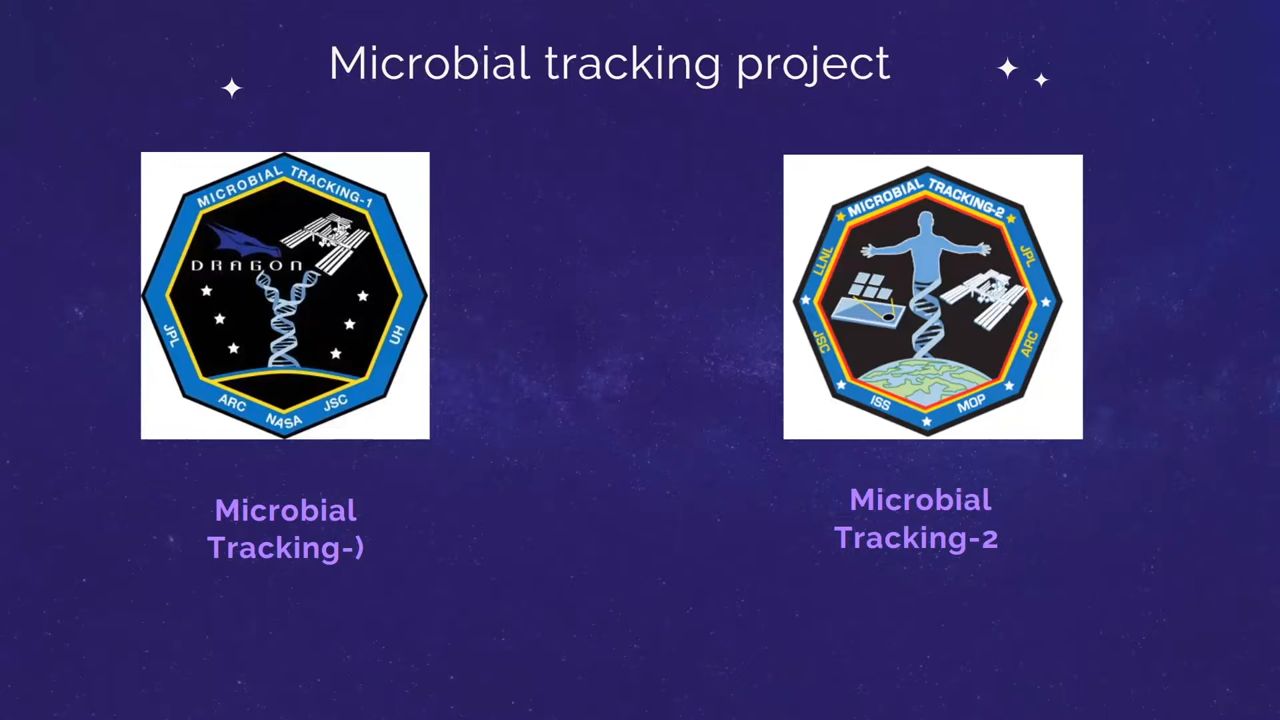 Microbial tracking project
MICROBIAL TRACKING-1
DRAGON
JPL
UH
ARC
NASA
JSC
MICROBIAL TRACKING-2
LLNL
JPL
JSC
ARC
ISS
MOP
Microbial
Tracking-)
Microbial
Tracking-2